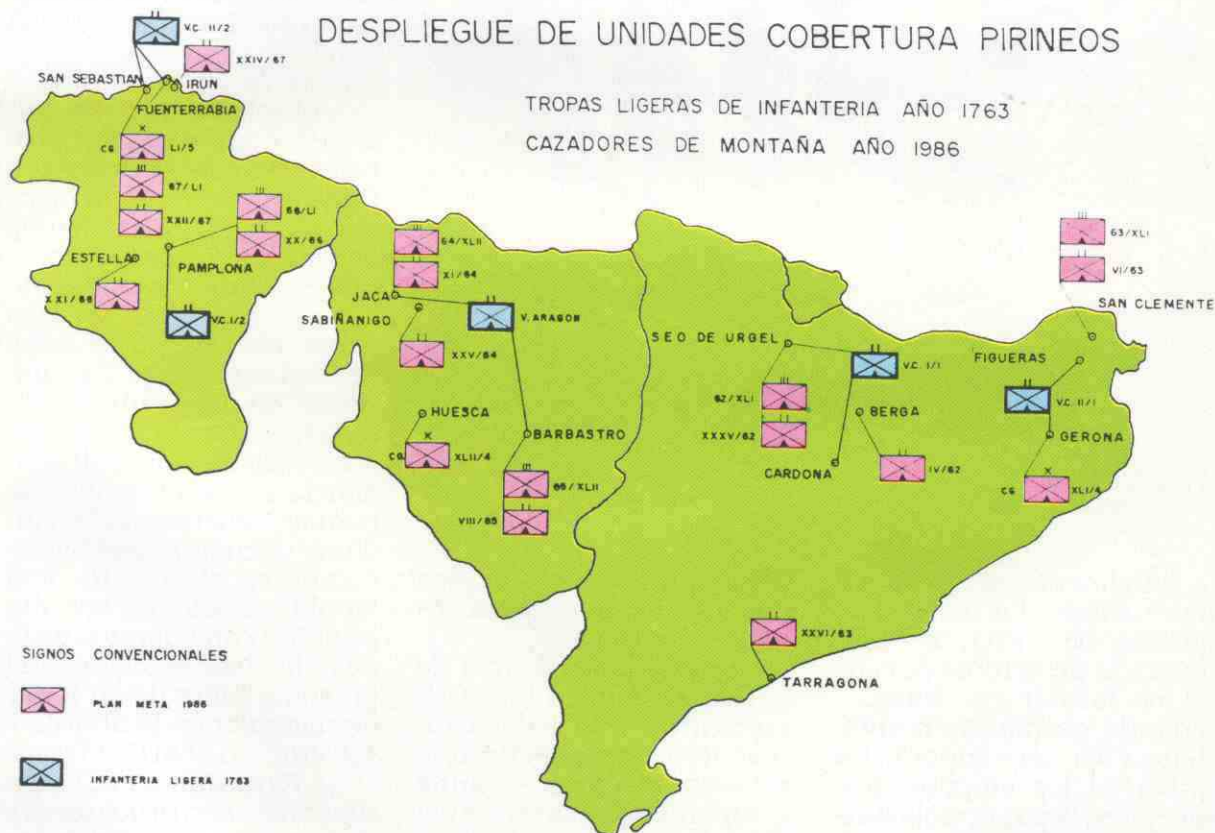 DESPLIEGUE DE UNIDADES COBERTURA PIRINEOS
TROPAS LIGERAS DE INFANTERIA AÑO 1763
CAZADORES DE MONTAÑA AÑO 1986
V.C. II/2
XXIV/67
SAN SEBASTIAN
IRUN
FUENTERRABIA
CG
LI/5
67/LI
XXII/67
66/LI
XX/66
ESTELLA
PAMPLONA
XXI/66
V.C. I/2
64/XLII
XI/64
JACA
SABIÑANIGO
V. ARAGON
XXV/64
HUESCA
CG
XLII/4
BARBASTRO
65/XLII
VIII/65
63/XLI
VI/63
SAN CLEMENTE
SEO DE URGEL
V.C. I/1
FIGUERAS
62/XLI
BERGA
V.C. II/1
XXXV/62
GERONA
CARDONA
IV/62
CG
XLI/4
XXVI/63
TARRAGONA
SIGNOS CONVENCIONALES
PLAN META 1986
INFANTERIA LIGERA 1763